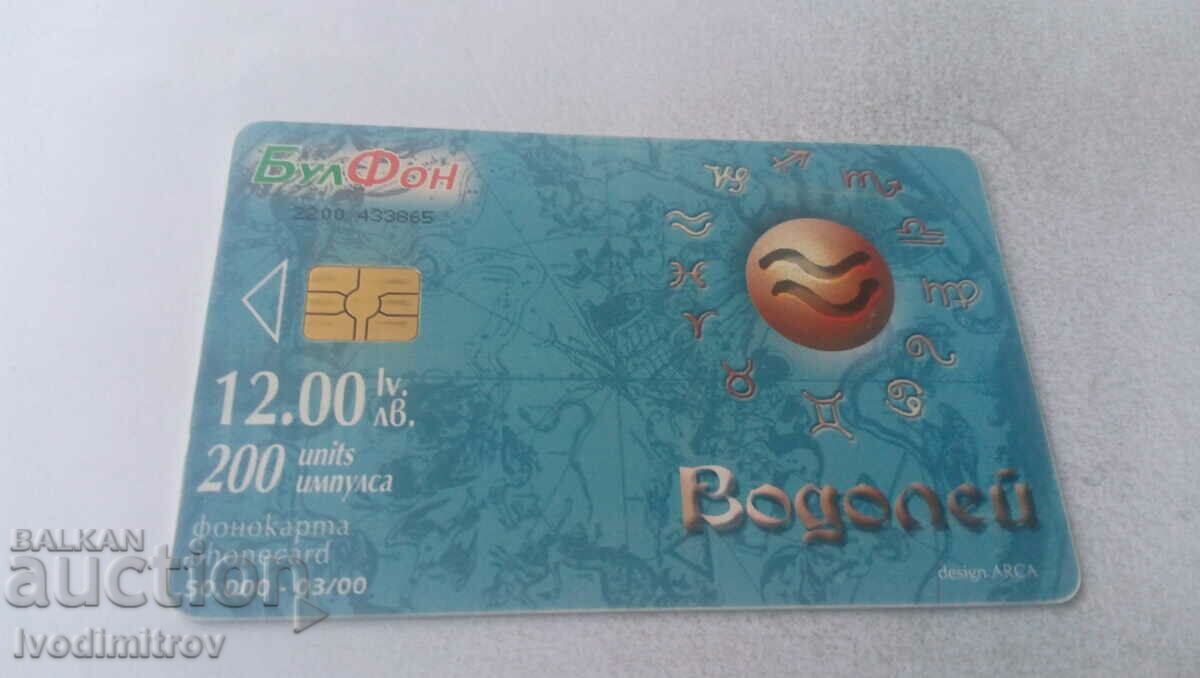 БулФон
2200 433865
12.00 lv.
лв.
200 units
импулса
фонокарта
phonecard
50.000 - 03/00
Водолей
design ARCA
BALKAN
auction
Ivodimitrov